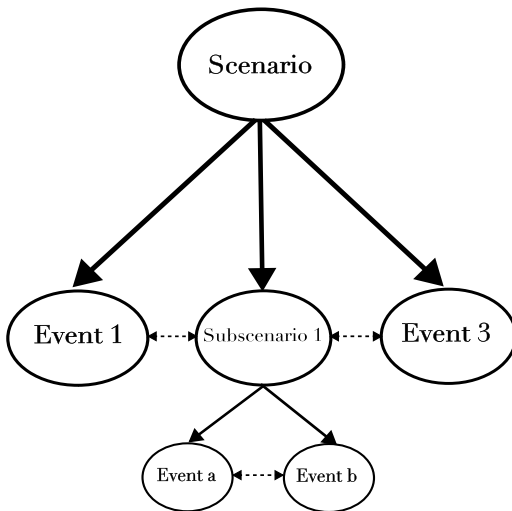 Scenario
Event 1
Subscenario 1
Event 3
Event a
Event b